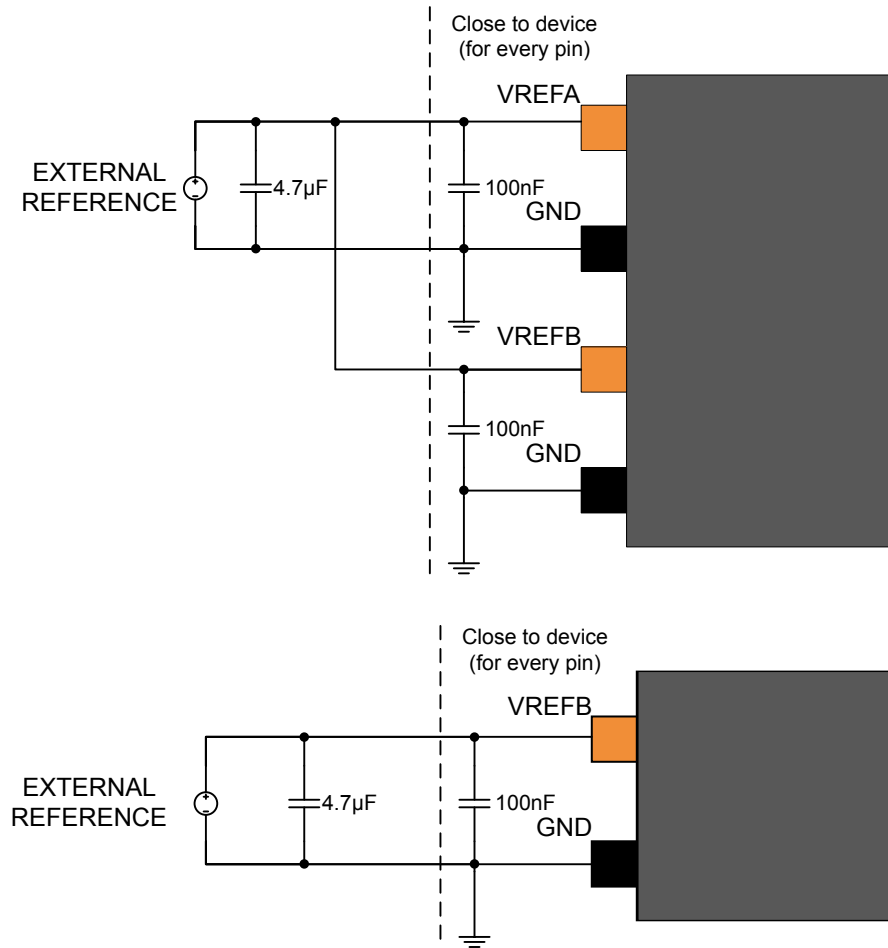 Close to device
(for every pin)
VREFA
EXTERNAL
REFERENCE
4.7µF
100nF
GND
VREFB
100nF
GND
Close to device
(for every pin)
VREFB
EXTERNAL
REFERENCE
4.7µF
100nF
GND